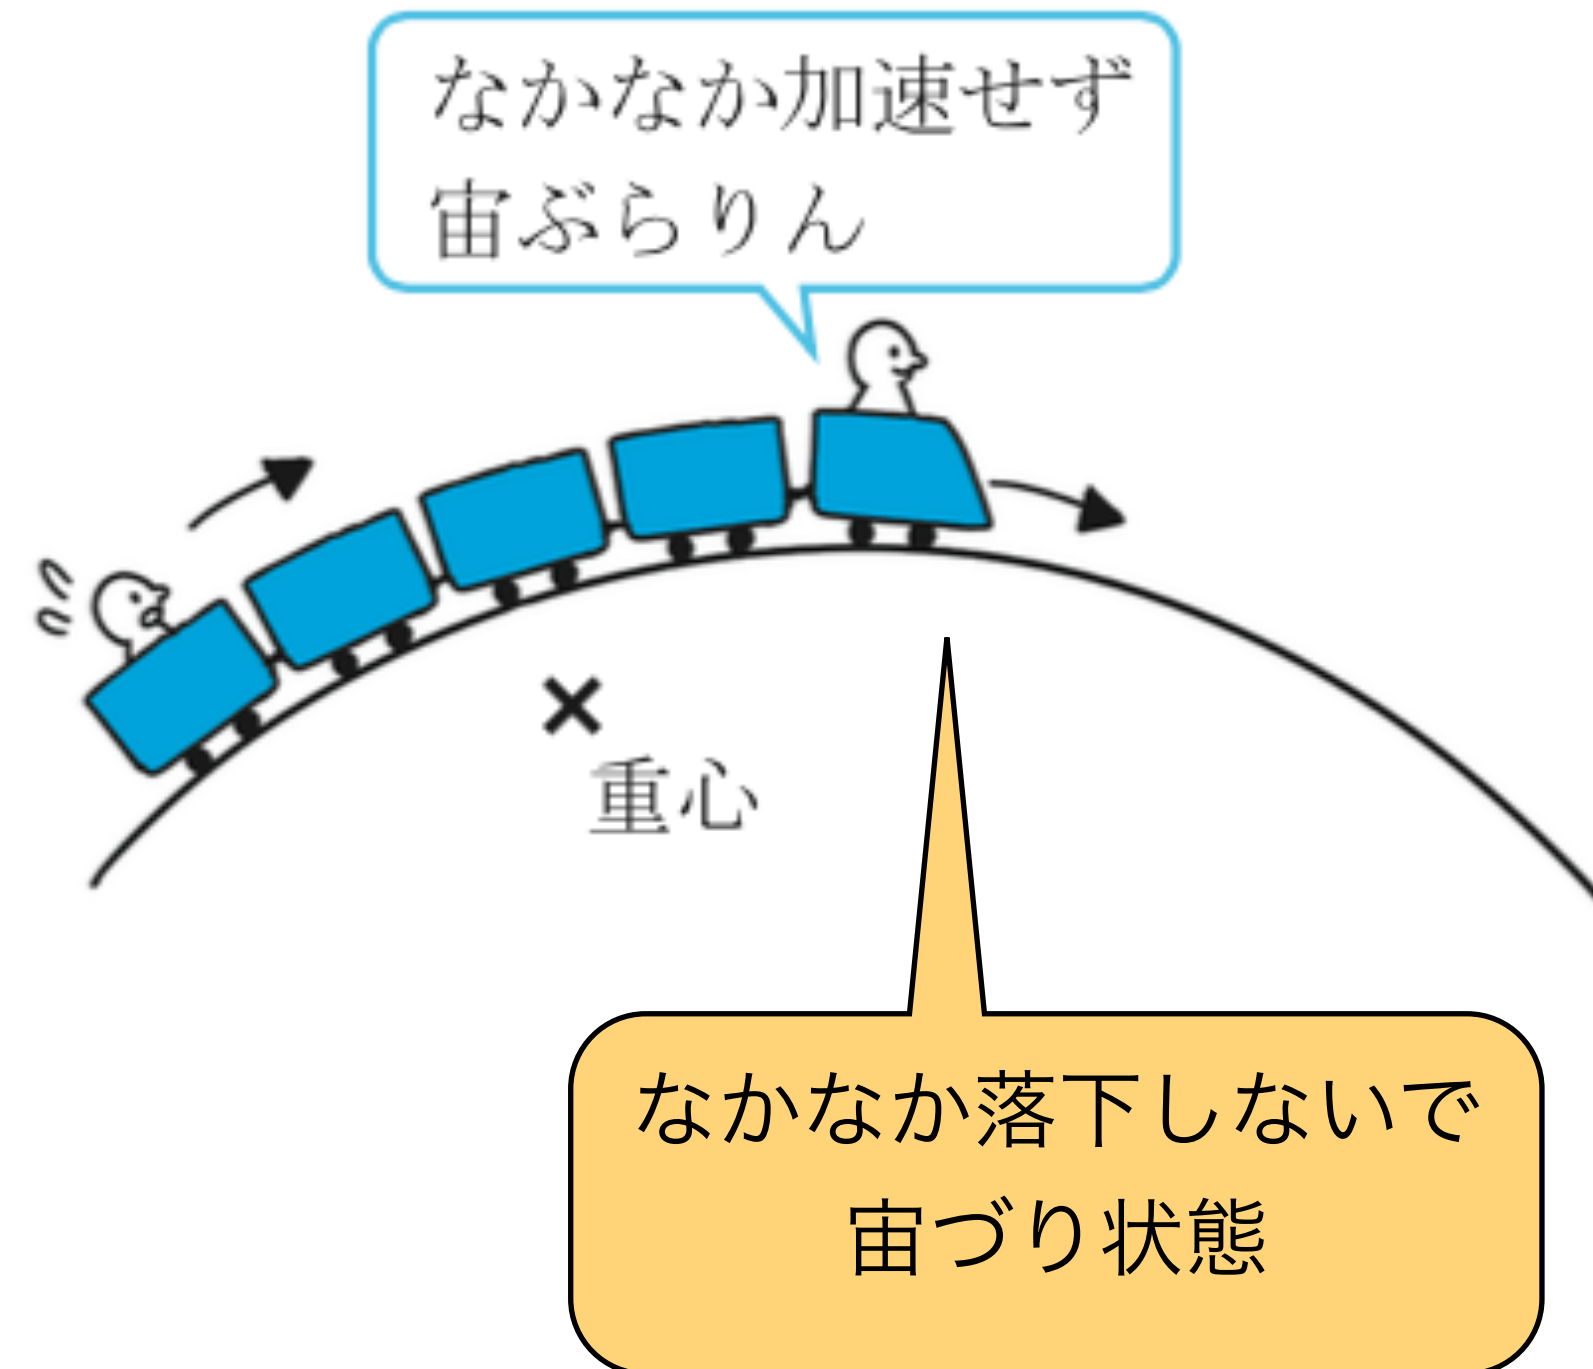 なかなか加速せず
宙ぶらりん
重心
なかなか落下しないで
宙づり状態